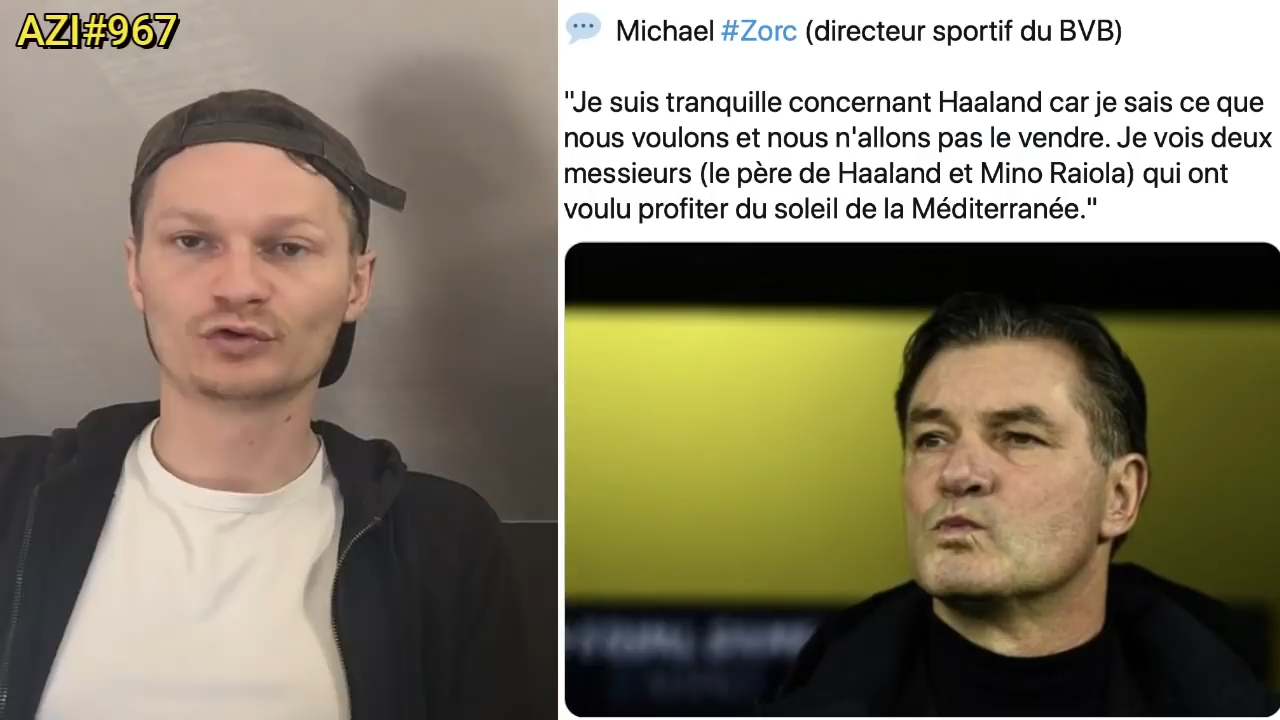 AZI#967
💬 Michael #Zorc (directeur sportif du BVB)
"Je suis tranquille concernant Haaland car je sais ce que
nous voulons et nous n'allons pas le vendre. Je vois deux
messieurs (le père de Haaland et Mino Raiola) qui ont
voulu profiter du soleil de la Méditerranée."